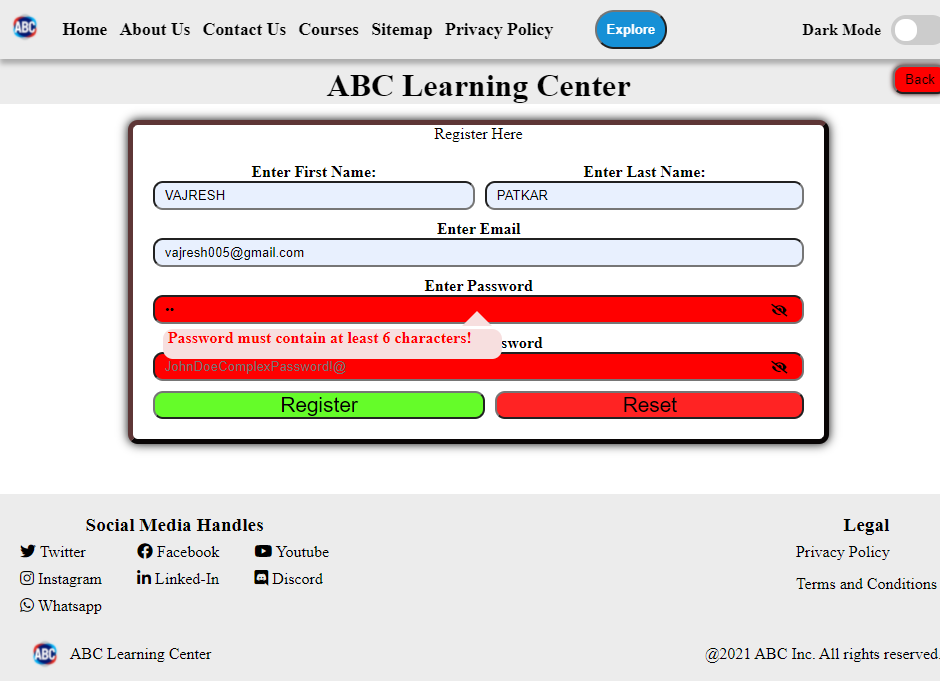 ABC Home About Us Contact Us Courses Sitemap Privacy Policy Explore Dark Mode
Back
ABC Learning Center
Register Here
Enter First Name: Enter Last Name:
VAJRESH PATKAR
Enter Email
vajresh005@gmail.com
Enter Password
••
Password must contain at least 6 characters!
ssword
JohnDoeComplexPassword!@
Register Reset
Social Media Handles Legal
Twitter Facebook Youtube Privacy Policy
Instagram Linked-In Discord Terms and Conditions
Whatsapp
ABC ABC Learning Center @2021 ABC Inc. All rights reserved.